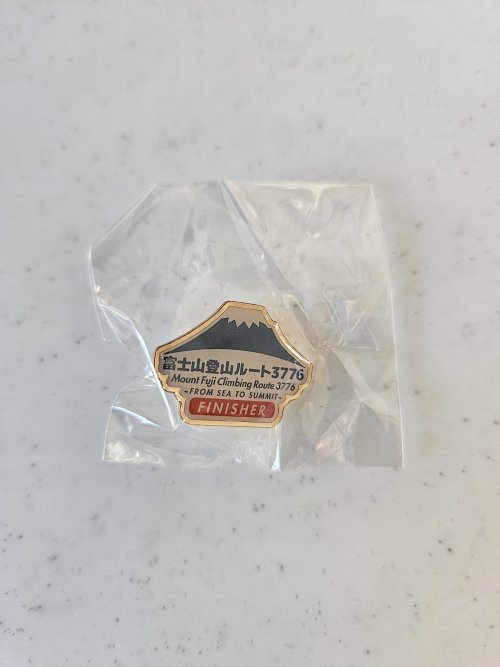 富士山登山ルート3776
Mount Fuji Climbing Route 3776
-FROM SEA TO SUMMIT-
FINISHER